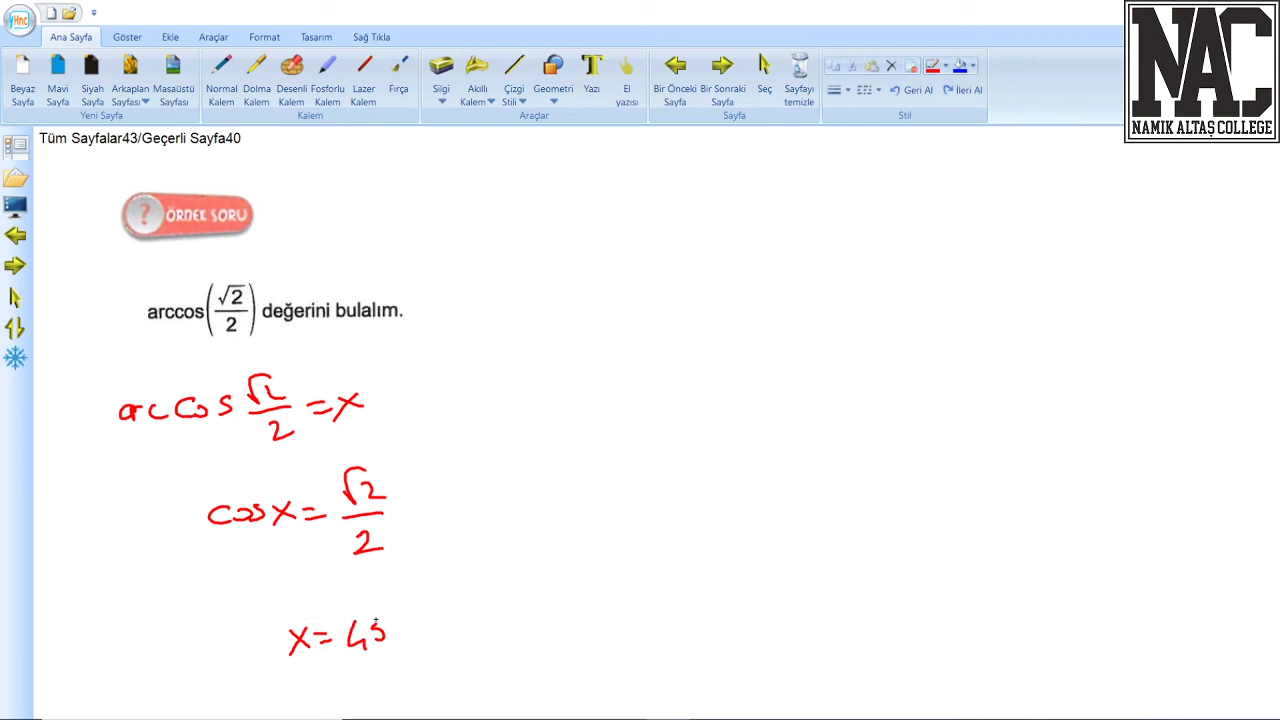 Hnc
Ana Sayfa Göster Ekle Araçlar Format Tasarım Sağ Tıkla
Beyaz Sayfa Mavi Sayfa Siyah Sayfa Arkaplan Sayfası Masaüstü Sayfası Normal Kalem Dolma Kalem Desenli Kalem Fosforlu Kalem Lazer Kalem Fırça Silgi Akıllı Kalem Çizgi Stili Geometri Yazı El yazısı Bir Önceki Sayfa Bir Sonraki Sayfa Seç Sayfayı temizle Geri Al İleri Al
Yeni Sayfa Kalem Araçlar Sayfa Stil
NAC
NAMIK ALTAŞ COLLEGE
Tüm Sayfalar43/Geçerli Sayfa40
? ÖRNEK SORU
arccos(√2/2) değerini bulalım.
arccos √2/2 = x
cosx = √2/2
x = 45